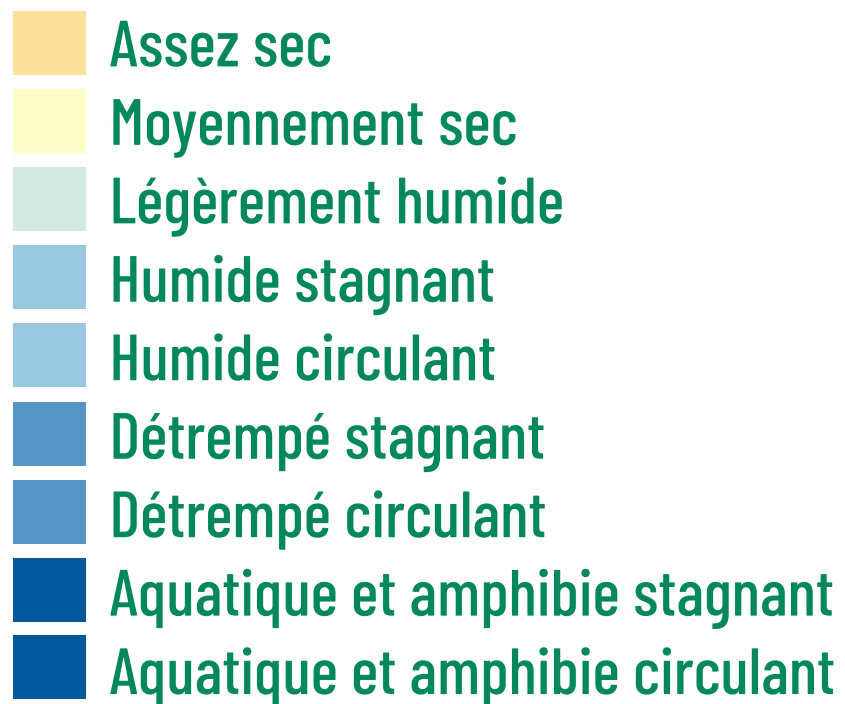 Assez sec
Moyennement sec
Légèrement humide
Humide stagnant
Humide circulant
Détrempé stagnant
Détrempé circulant
Aquatique et amphibie stagnant
Aquatique et amphibie circulant